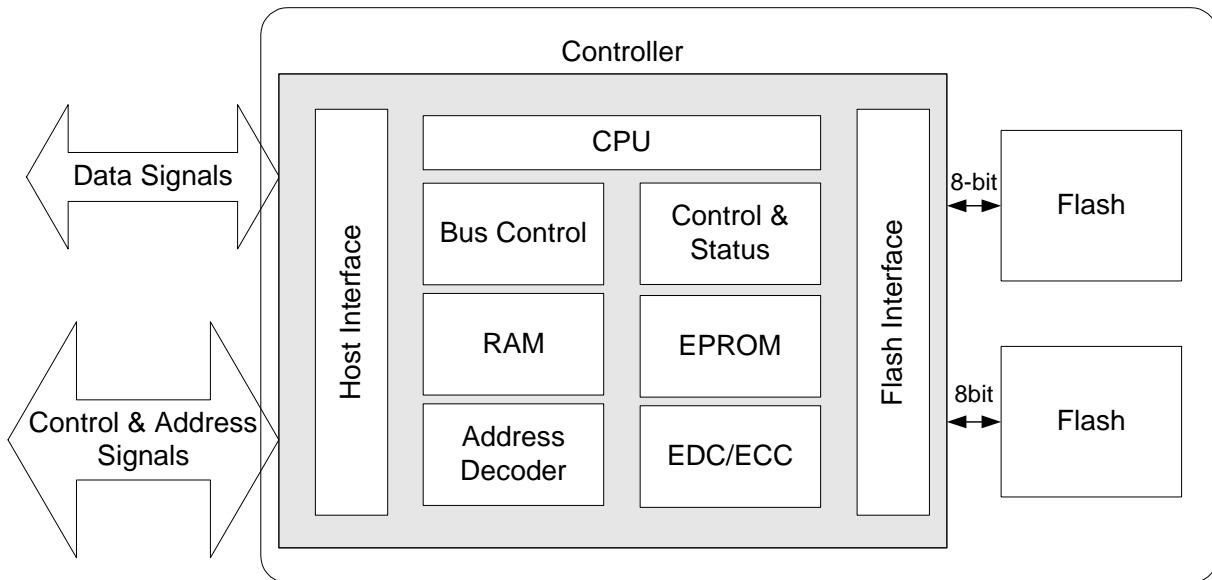 Controller
Data Signals
Control & Address
Signals
Host Interface
CPU
Bus Control
Control &
Status
RAM
EPROM
Address
Decoder
EDC/ECC
Flash Interface
8-bit
Flash
8bit
Flash